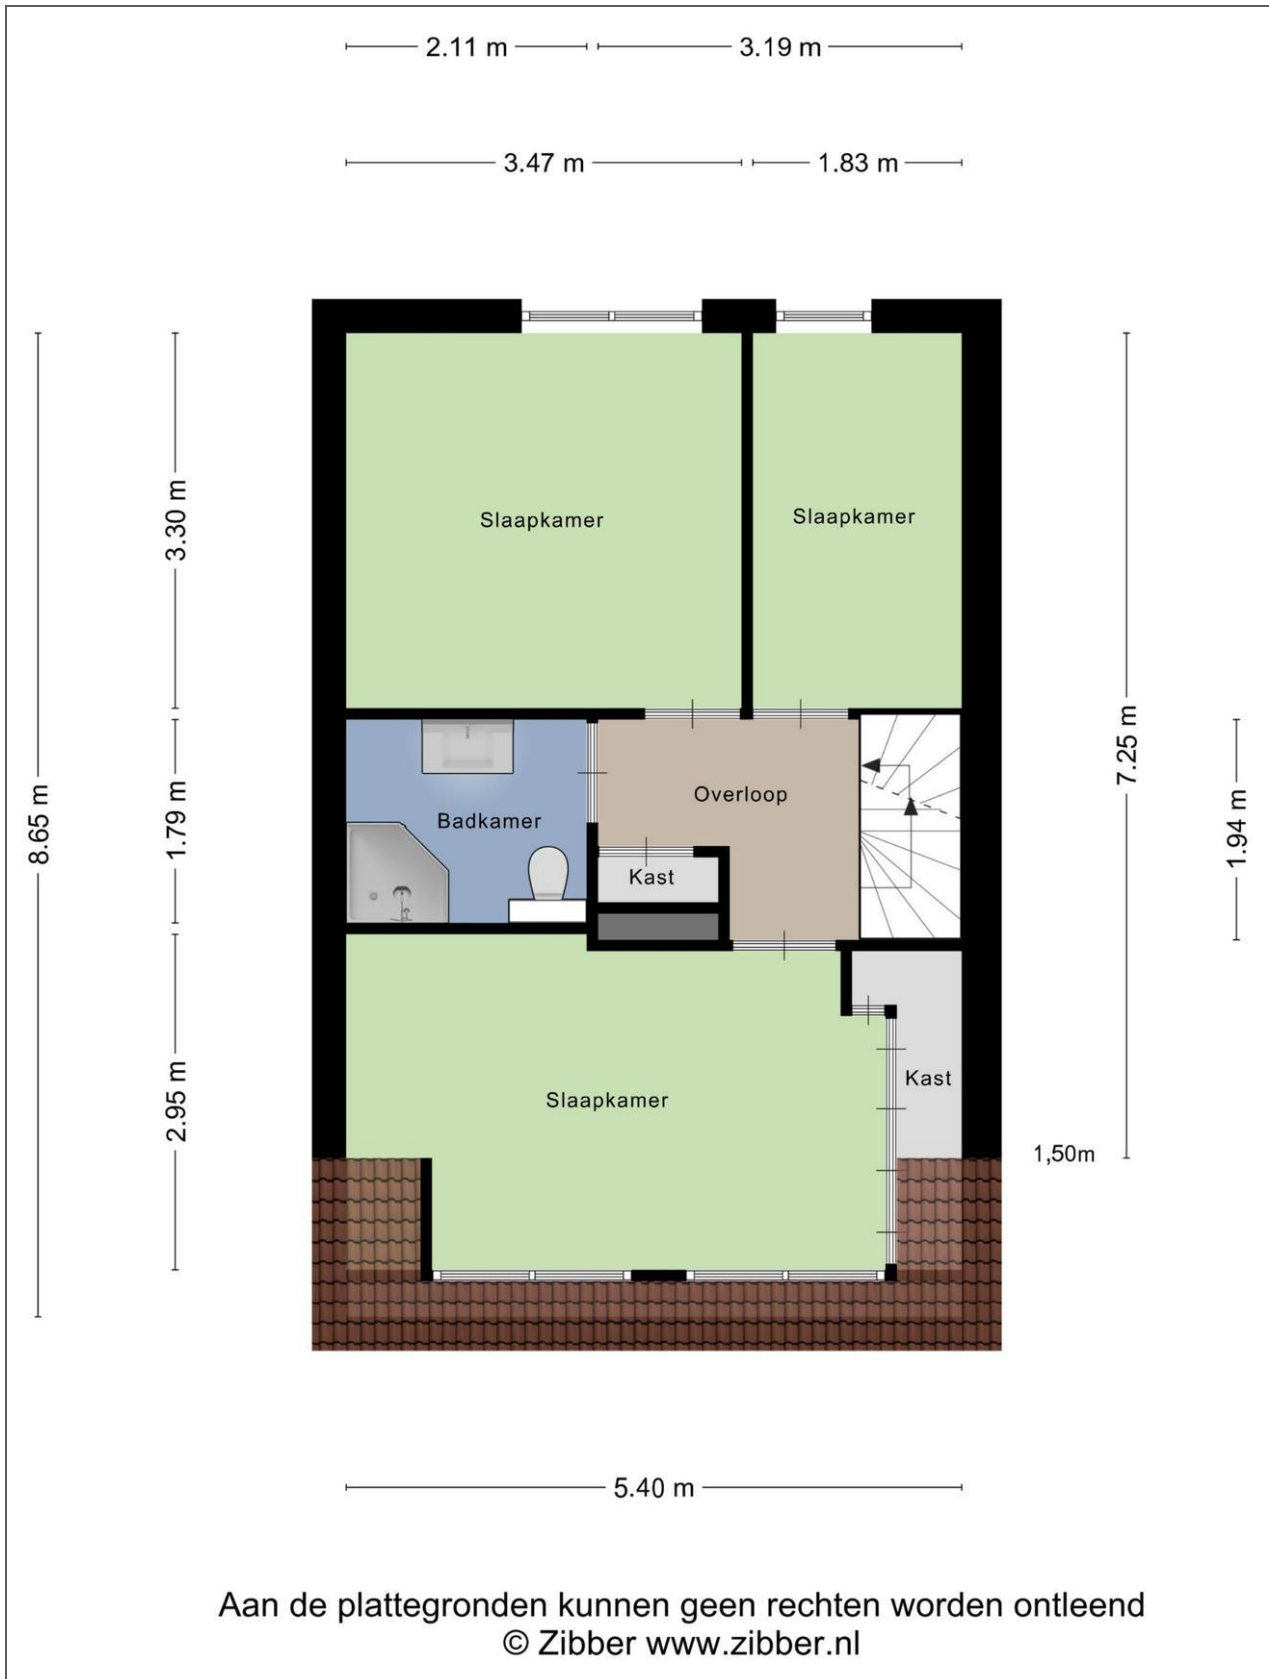 2.11 m
3.19 m
3.47 m
1.83 m
3.30 m
Slaapkamer
Slaapkamer
7.25 m
8.65 m
1.79 m
Badkamer
Overloop
1.94 m
Kast
2.95 m
Slaapkamer
Kast
1,50m
5.40 m
Aan de plattegronden kunnen geen rechten worden ontleend
© Zibber www.zibber.nl